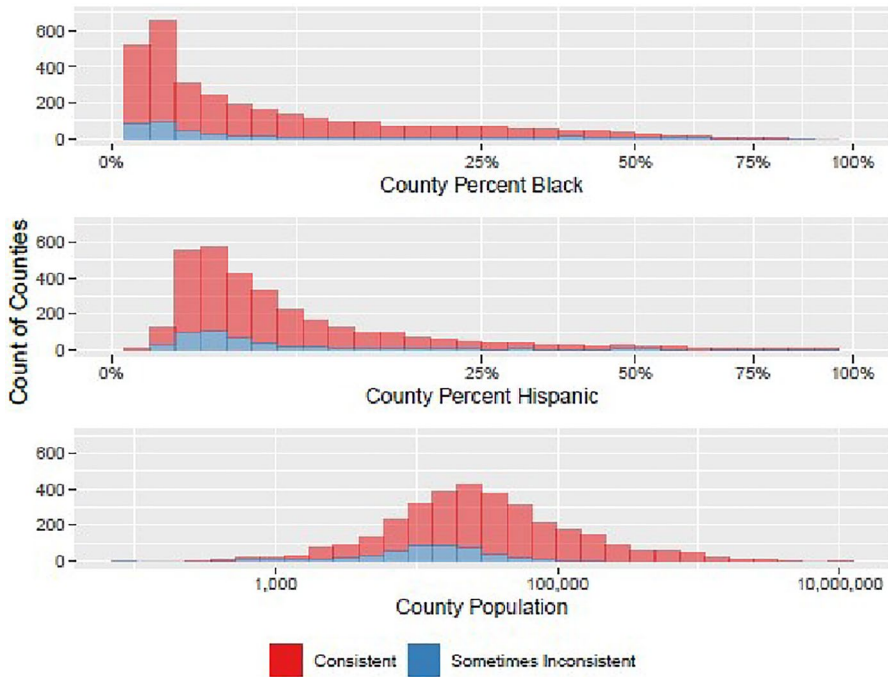 600
400
200
0
0% 25% 50% 75% 100%
County Percent Black
Count of Counties
600
400
200
0
0% 25% 50% 75% 100%
County Percent Hispanic
600
400
200
0
1,000 100,000 10,000,000
County Population
Consistent Sometimes Inconsistent